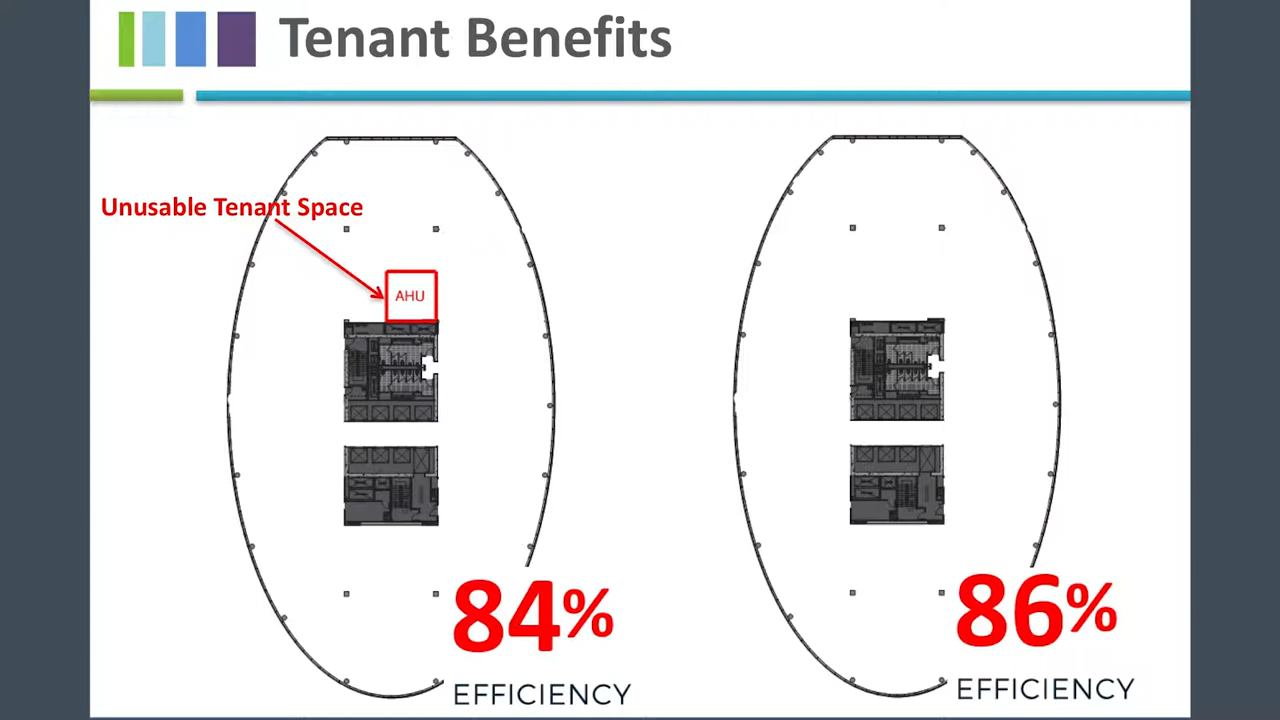 Tenant Benefits
Unusable Tenant Space
AHU
84%
EFFICIENCY
86%
EFFICIENCY